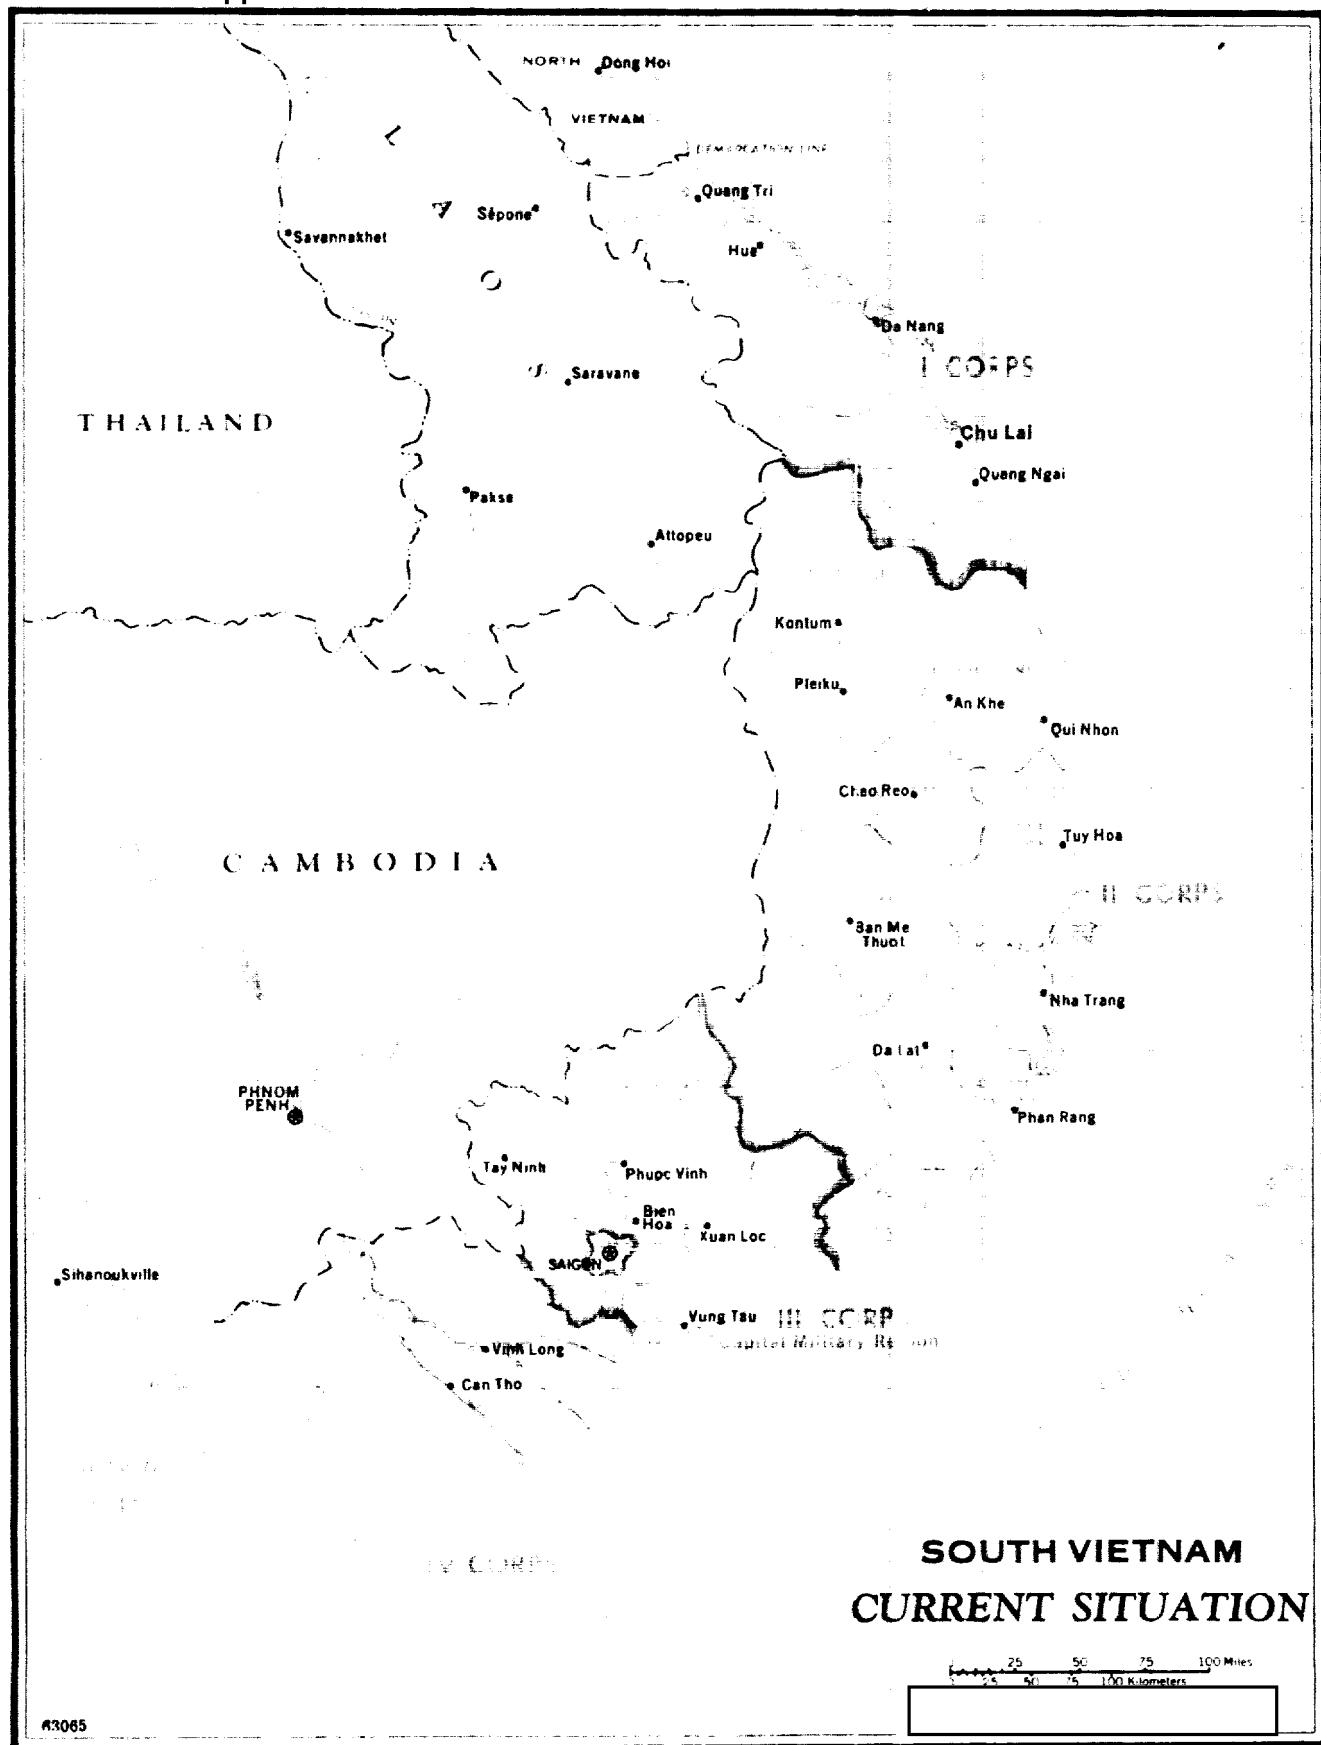 NORTH
Dong Hoi
VIETNAM
DEMARCATION LINE
L
A
O
S
Quang Tri
Sépone
Savannakhet
Hue
Da Nang
I CORPS
Saravane
THAILAND
Chu Lai
Quang Ngai
Pakse
Attopeu
Kontum
Pleiku
An Khe
Qui Nhon
Cheo Reo
Tuy Hoa
CAMBODIA
II CORPS
Ban Me
Thuot
Nha Trang
Da Lat
PHNOM
PENH
Phan Rang
Tay Ninh
Phuoc Vinh
Bien
Hoa
Xuan Loc
SAIGON
Sihanoukville
Vung Tau
III CORP
Capital Military Region
Vinh Long
Can Tho
IV CORPS
SOUTH VIETNAM
CURRENT SITUATION
25 50 75 100 Miles
25 50 75 100 Kilometers
63065